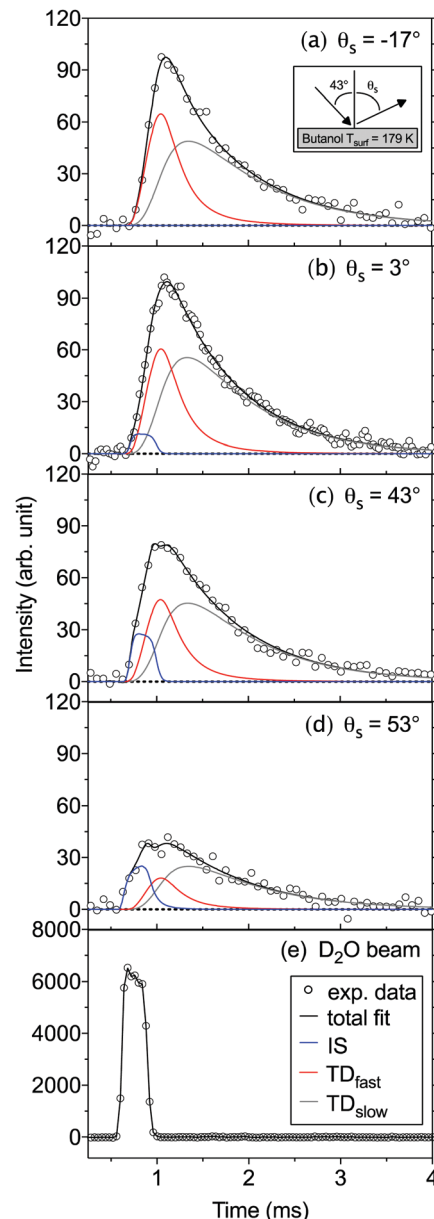 (a) θs = -17°
43°
θs
Butanol Tsurf = 179 K
120
90
60
30
0
(b) θs = 3°
120
90
60
30
0
(c) θs = 43°
120
90
60
30
0
(d) θs = 53°
120
90
60
30
0
(e) D2O beam
8000
6000
4000
2000
0
exp. data
total fit
IS
TDfast
TDslow
1 2 3 4
Time (ms)
Intensity (arb. unit)